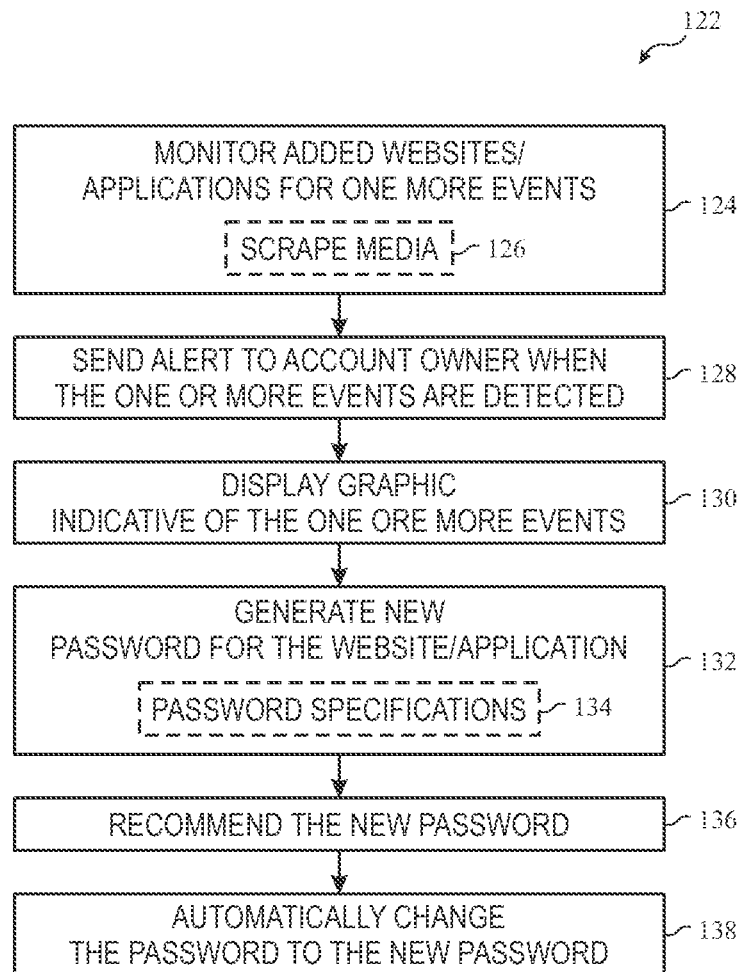 122
MONITOR ADDED WEBSITES/
APPLICATIONS FOR ONE MORE EVENTS
124
SCRAPE MEDIA
126
SEND ALERT TO ACCOUNT OWNER WHEN
THE ONE OR MORE EVENTS ARE DETECTED
128
DISPLAY GRAPHIC
INDICATIVE OF THE ONE ORE MORE EVENTS
130
GENERATE NEW
PASSWORD FOR THE WEBSITE/APPLICATION
132
PASSWORD SPECIFICATIONS
134
RECOMMEND THE NEW PASSWORD
136
AUTOMATICALLY CHANGE
THE PASSWORD TO THE NEW PASSWORD
138